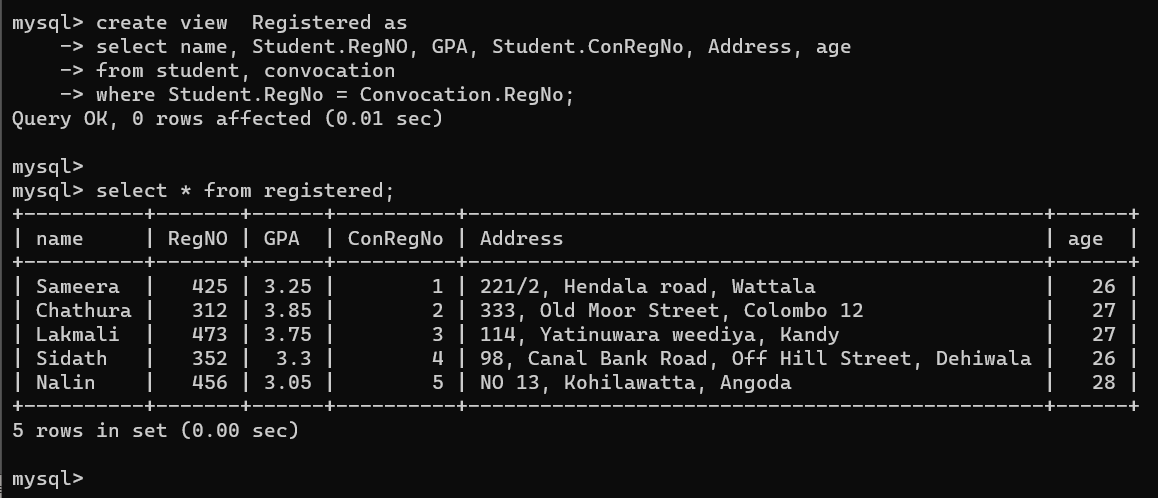 mysql> create view  Registered as
    -> select name, Student.RegNO, GPA, Student.ConRegNo, Address, age
    -> from student, convocation
    -> where Student.RegNo = Convocation.RegNo;
Query OK, 0 rows affected (0.01 sec)

mysql>
mysql> select * from registered;
+----------+-------+------+----------+------------------------------------------------+------+
| name     | RegNO | GPA  | ConRegNo | Address                                        | age  |
+----------+-------+------+----------+------------------------------------------------+------+
| Sameera  |   425 | 3.25 |        1 | 221/2, Hendala road, Wattala                   |   26 |
| Chathura |   312 | 3.85 |        2 | 333, Old Moor Street, Colombo 12               |   27 |
| Lakmali  |   473 | 3.75 |        3 | 114, Yatinuwara weediya, Kandy                 |   27 |
| Sidath   |   352 |  3.3 |        4 | 98, Canal Bank Road, Off Hill Street, Dehiwala |   26 |
| Nalin    |   456 | 3.05 |        5 | NO 13, Kohilawatta, Angoda                     |   28 |
+----------+-------+------+----------+------------------------------------------------+------+
5 rows in set (0.00 sec)

mysql>